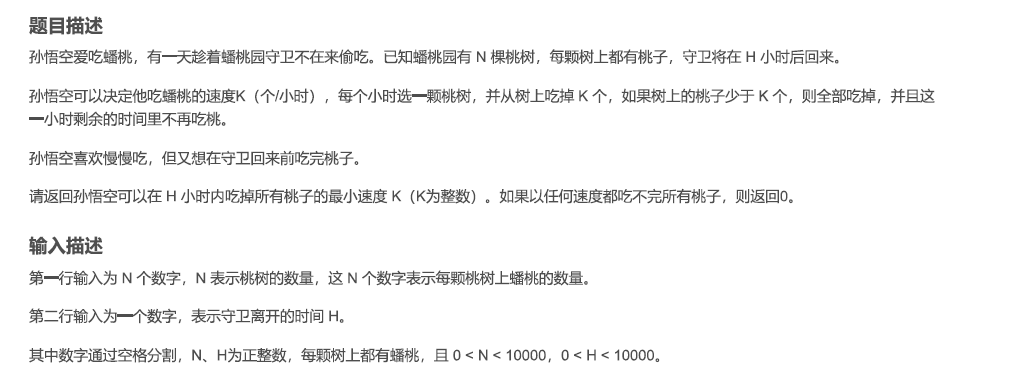 题目描述
孙悟空爱吃蟠桃，有一天趁着蟠桃园守卫不在来偷吃。已知蟠桃园有 N 棵桃树，每颗树上都有桃子，守卫将在 H 小时后回来。
孙悟空可以决定他吃蟠桃的速度K（个/小时），每个小时选一颗桃树，并从树上吃掉 K 个，如果树上的桃子少于 K 个，则全部吃掉，并且这
一小时剩余的时间里不再吃桃。
孙悟空喜欢慢慢吃，但又想在守卫回来前吃完桃子。
请返回孙悟空可以在 H 小时内吃掉所有桃子的最小速度 K（K为整数）。如果以任何速度都吃不完所有桃子，则返回0。
输入描述
第一行输入为 N 个数字，N 表示桃树的数量，这 N 个数字表示每颗桃树上蟠桃的数量。
第二行输入为一个数字，表示守卫离开的时间 H。
其中数字通过空格分割，N、H为正整数，每颗树上都有蟠桃，且 0 < N < 10000，0 < H < 10000。